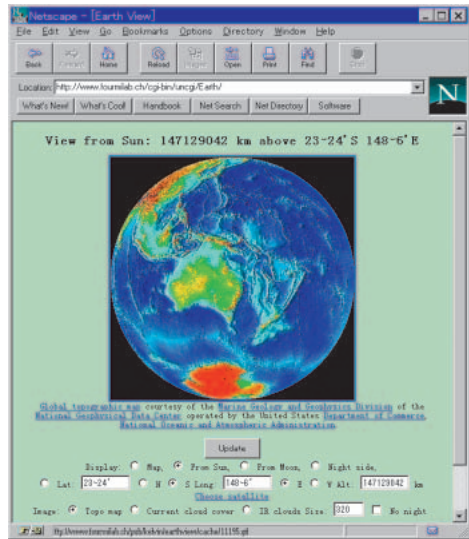 Netscape - [Earth View]
File Edit View Go Bookmarks Options Directory Window Help
Back Forward Home Reload Images Open Print Find Stop
Location: http://www.fourmilab.ch/cgi-bin/uncgi/Earth/
N
What's New! What's Cool! Handbook Net Search Net Directory Software
View from Sun: 147129042 km above 23°24'S 148°6'E
Global topographic map courtesy of the Marine Geology and Geophysics Division of the
National Geophysical Data Center operated by the United States Department of Commerce,
National Oceanic and Atmospheric Administration.
Update
Display: Map, From Sun, From Moon, Night side,
Lat: 23°24' N S Long: 148°6' E W Alt: 147129042 km
Choose satellite
Image: Topo map Current cloud cover IR clouds Size: 320 No night